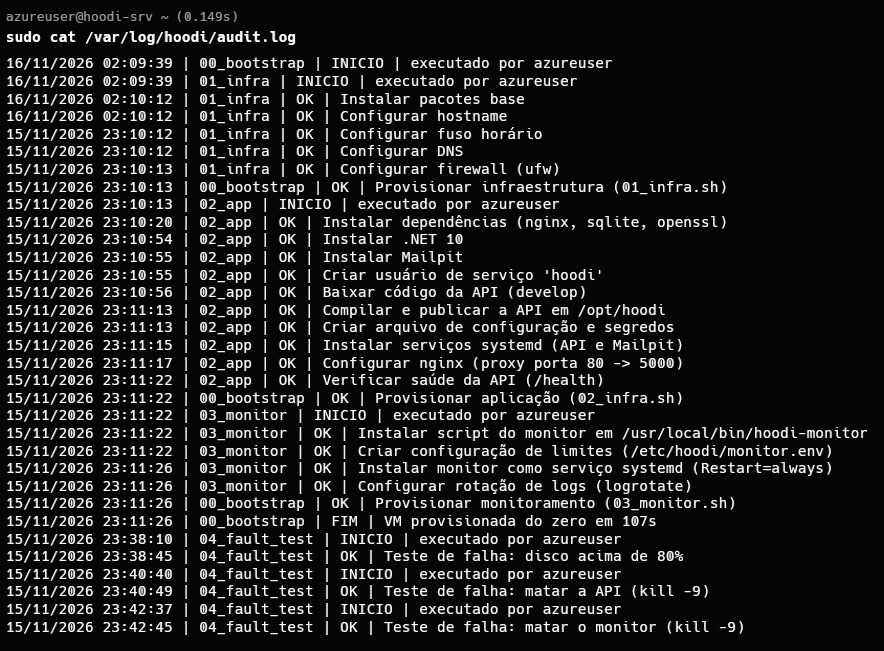 azureuser@hoodi-srv ~ (0.149s)
sudo cat /var/log/hoodi/audit.log
16/11/2026 02:09:39 | 00_bootstrap | INICIO | executado por azureuser
16/11/2026 02:09:39 | 01_infra | INICIO | executado por azureuser
16/11/2026 02:10:12 | 01_infra | OK | Instalar pacotes base
16/11/2026 02:10:12 | 01_infra | OK | Configurar hostname
15/11/2026 23:10:12 | 01_infra | OK | Configurar fuso horário
15/11/2026 23:10:12 | 01_infra | OK | Configurar DNS
15/11/2026 23:10:13 | 01_infra | OK | Configurar firewall (ufw)
15/11/2026 23:10:13 | 00_bootstrap | OK | Provisionar infraestrutura (01_infra.sh)
15/11/2026 23:10:13 | 02_app | INICIO | executado por azureuser
15/11/2026 23:10:20 | 02_app | OK | Instalar dependências (nginx, sqlite, openssl)
15/11/2026 23:10:54 | 02_app | OK | Instalar .NET 10
15/11/2026 23:10:55 | 02_app | OK | Instalar Mailpit
15/11/2026 23:10:55 | 02_app | OK | Criar usuário de serviço 'hoodi'
15/11/2026 23:10:56 | 02_app | OK | Baixar código da API (develop)
15/11/2026 23:11:13 | 02_app | OK | Compilar e publicar a API em /opt/hoodi
15/11/2026 23:11:13 | 02_app | OK | Criar arquivo de configuração e segredos
15/11/2026 23:11:15 | 02_app | OK | Instalar serviços systemd (API e Mailpit)
15/11/2026 23:11:17 | 02_app | OK | Configurar nginx (proxy porta 80 -> 5000)
15/11/2026 23:11:22 | 02_app | OK | Verificar saúde da API (/health)
15/11/2026 23:11:22 | 00_bootstrap | OK | Provisionar aplicação (02_infra.sh)
15/11/2026 23:11:22 | 03_monitor | INICIO | executado por azureuser
15/11/2026 23:11:22 | 03_monitor | OK | Instalar script do monitor em /usr/local/bin/hoodi-monitor
15/11/2026 23:11:22 | 03_monitor | OK | Criar configuração de limites (/etc/hoodi/monitor.env)
15/11/2026 23:11:26 | 03_monitor | OK | Instalar monitor como serviço systemd (Restart=always)
15/11/2026 23:11:26 | 03_monitor | OK | Configurar rotação de logs (logrotate)
15/11/2026 23:11:26 | 00_bootstrap | OK | Provisionar monitoramento (03_monitor.sh)
15/11/2026 23:11:26 | 00_bootstrap | FIM | VM provisionada do zero em 107s
15/11/2026 23:38:10 | 04_fault_test | INICIO | executado por azureuser
15/11/2026 23:38:45 | 04_fault_test | OK | Teste de falha: disco acima de 80%
15/11/2026 23:40:40 | 04_fault_test | INICIO | executado por azureuser
15/11/2026 23:40:49 | 04_fault_test | OK | Teste de falha: matar a API (kill -9)
15/11/2026 23:42:37 | 04_fault_test | INICIO | executado por azureuser
15/11/2026 23:42:45 | 04_fault_test | OK | Teste de falha: matar o monitor (kill -9)